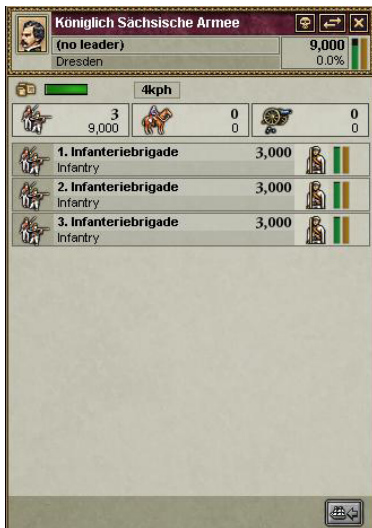 Königlich Sächsische Armee
(no leader) 9,000
Dresden 0.0%
4kph
3 0 0
9,000 0 0
1. Infanteriebrigade 3,000
Infantry
2. Infanteriebrigade 3,000
Infantry
3. Infanteriebrigade 3,000
Infantry